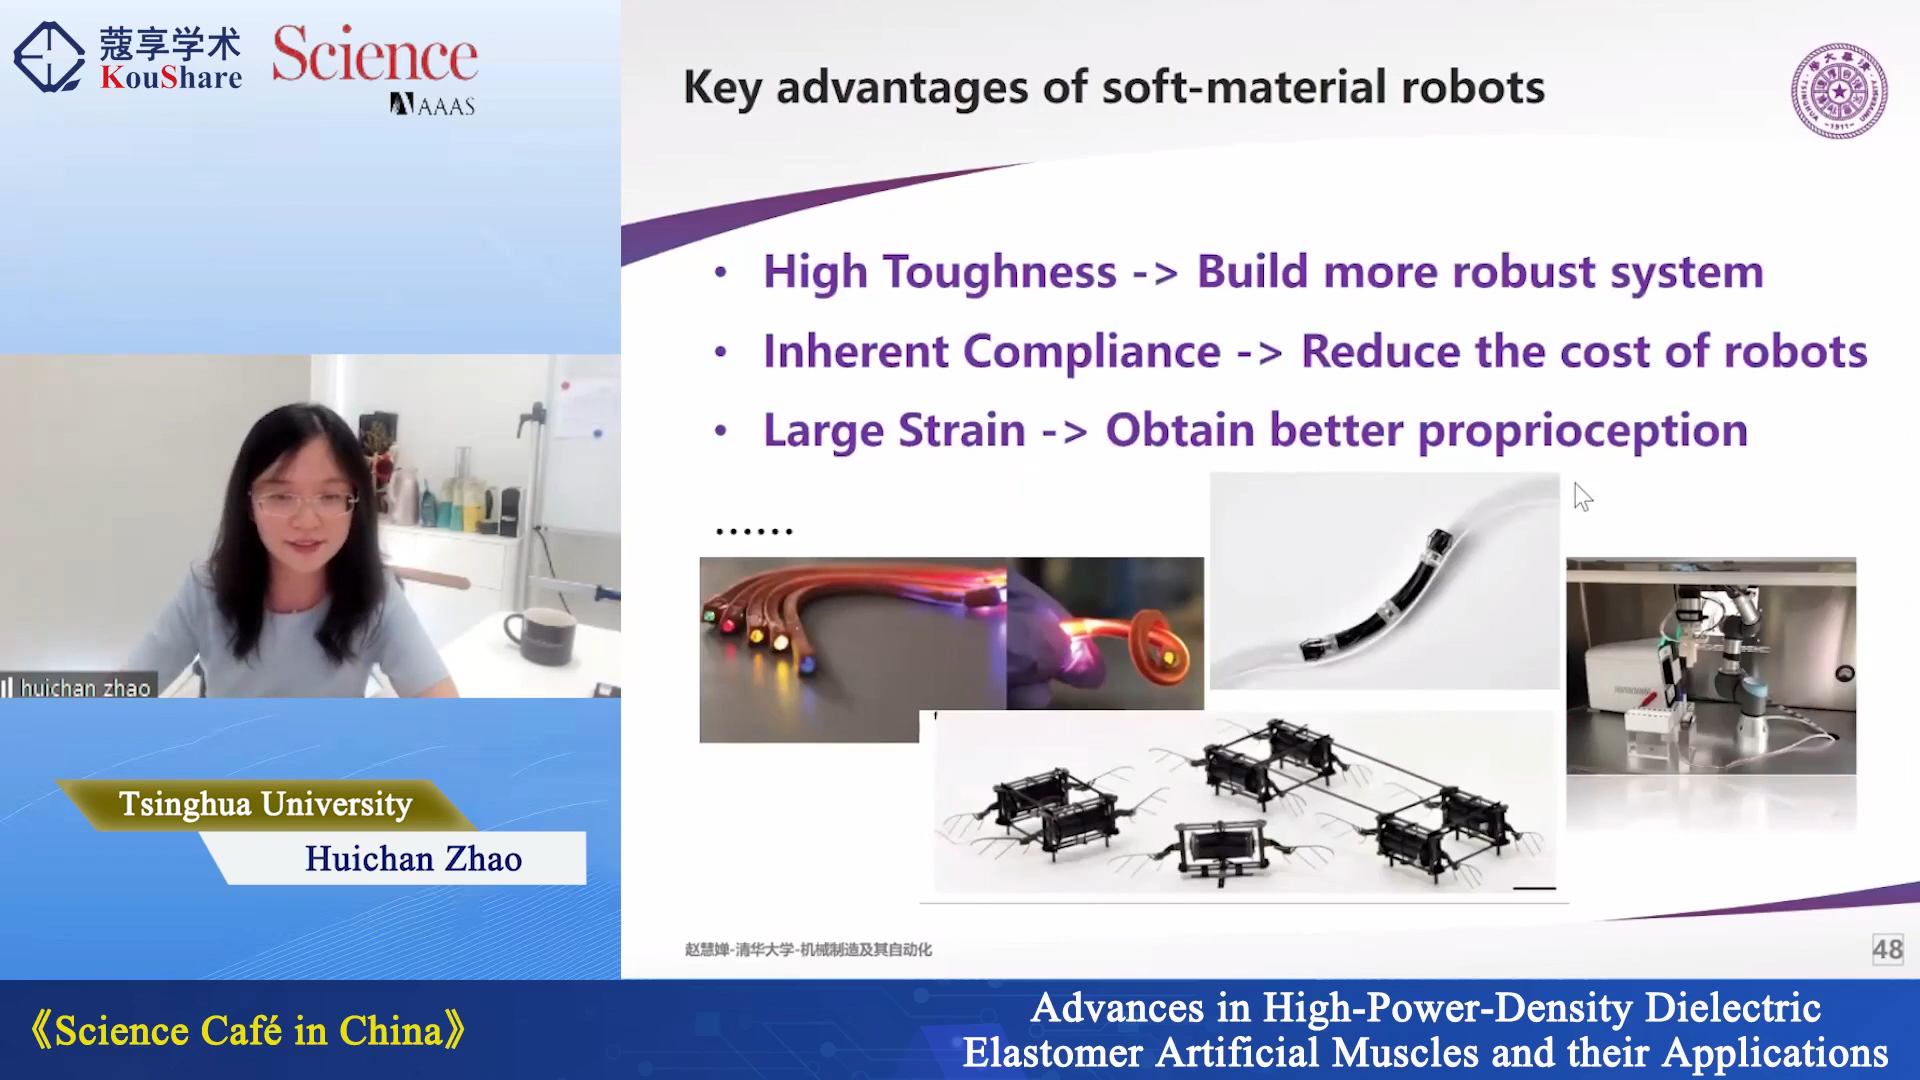 蔻享学术
KouShare
Science
AAAS
Key advantages of soft-material robots
• High Toughness -> Build more robust system
• Inherent Compliance -> Reduce the cost of robots
• Large Strain -> Obtain better proprioception
······
huichan zhao
Tsinghua University
Huichan Zhao
赵慧婵-清华大学-机械制造及其自动化
48
《Science Café in China》
Advances in High-Power-Density Dielectric
Elastomer Artificial Muscles and their Applications